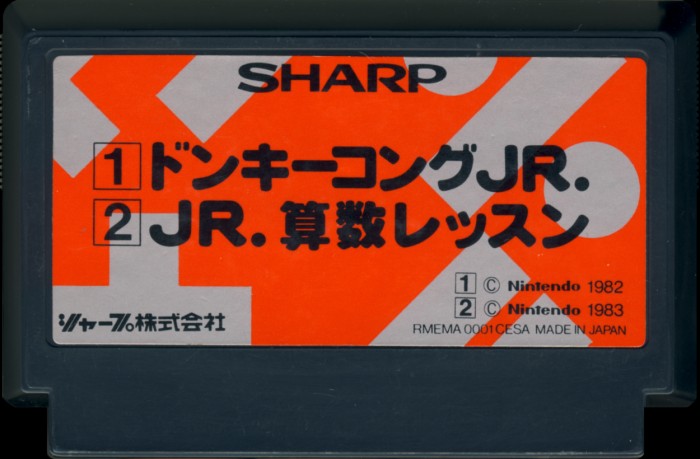 SHARP
1 ドンキーコングJR.
2 JR. 算数レッスン
1 © Nintendo 1982
2 © Nintendo 1983
シャープ株式会社
RMEMA 0001CESA MADE IN JAPAN